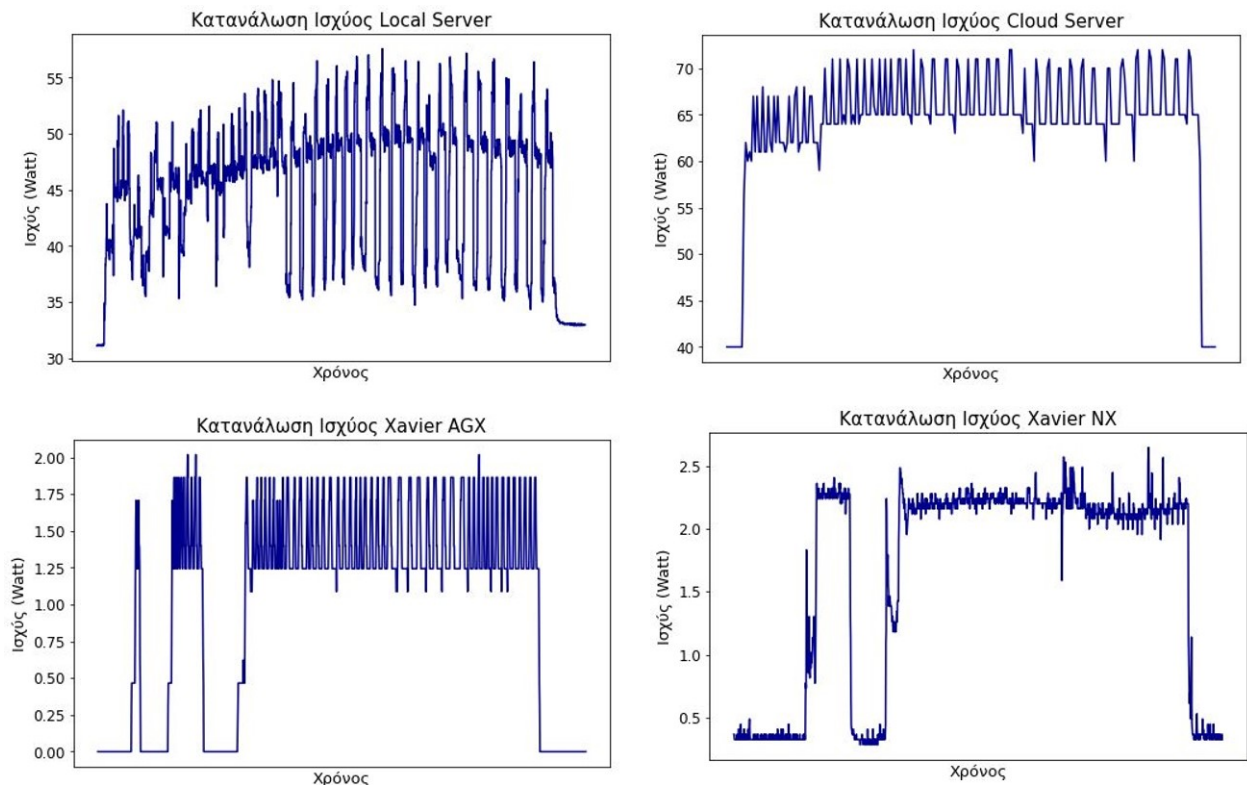 Κατανάλωση Ισχύος Local Server
Ισχύς (Watt)
55
50
45
40
35
30
Χρόνος
Κατανάλωση Ισχύος Cloud Server
Ισχύς (Watt)
70
65
60
55
50
45
40
Χρόνος
Κατανάλωση Ισχύος Xavier AGX
Ισχύς (Watt)
2.00
1.75
1.50
1.25
1.00
0.75
0.50
0.25
0.00
Χρόνος
Κατανάλωση Ισχύος Xavier NX
Ισχύς (Watt)
2.5
2.0
1.5
1.0
0.5
Χρόνος